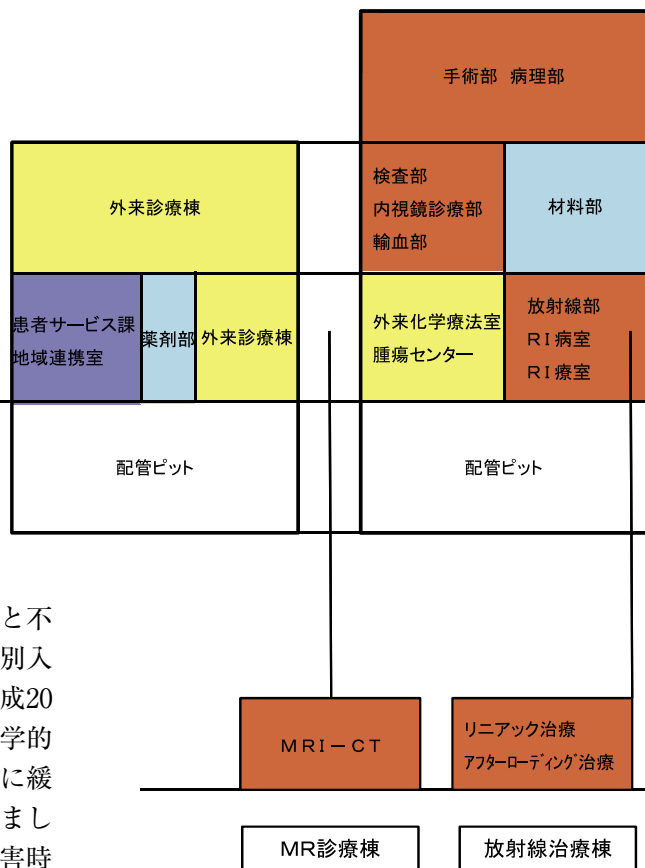 手術部 病理部
外来診療棟
検査部
内視鏡診療部
輸血部
材料部
患者サービス課
地域連携室
薬剤部
外来診療棟
外来化学療法室
腫瘍センター
放射線部
RI病室
RI療室
配管ピット
配管ピット
と不
別入
成20
学的
に緩
まし
害時
MRI-CT
リニアック治療
アフターローディング治療
MR診療棟
放射線治療棟